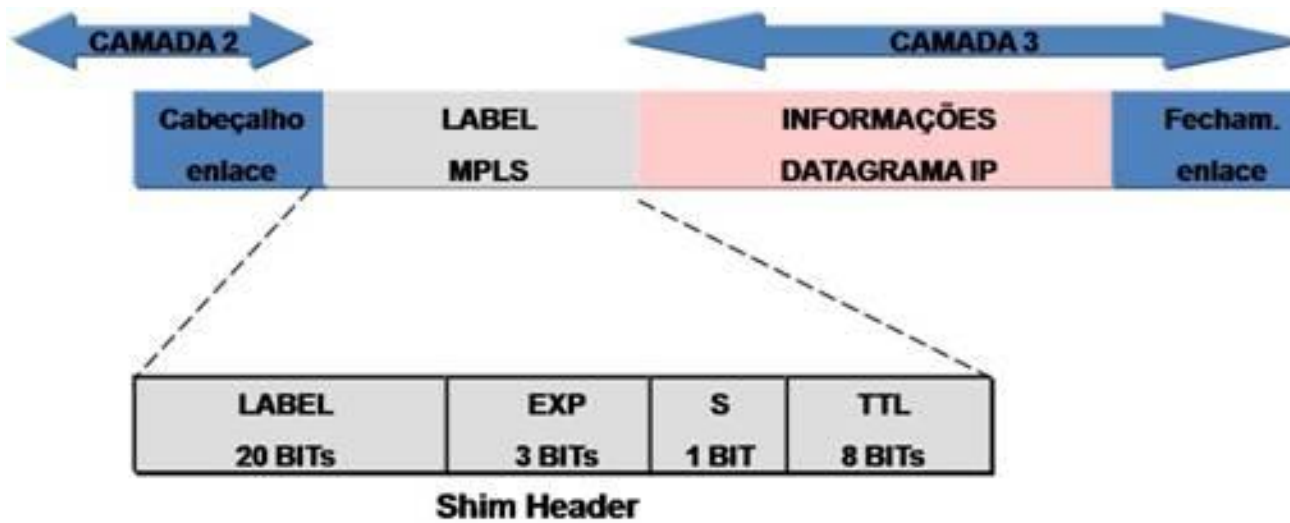 CAMADA 2 CAMADA 3
Cabeçalho LABEL INFORMAÇÕES Fecham.
enlace MPLS DATAGRAMA IP enlace
LABEL EXP S TTL
20 BITs 3 BITs 1 BIT 8 BITs
Shim Header